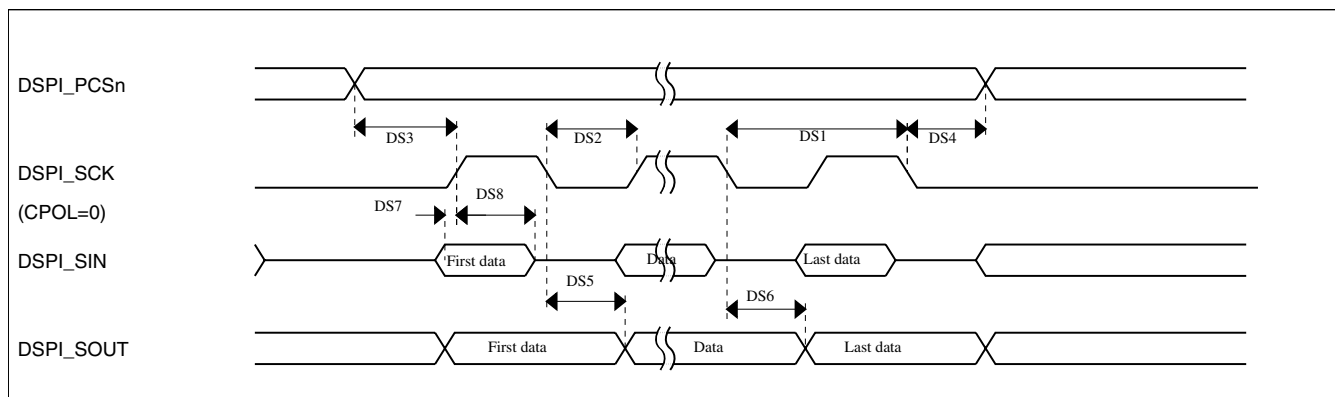 DSPI_PCSn
DS3
DS2
DS1
DS4
DSPI_SCK
(CPOL=0)
DS7
DS8
DSPI_SIN
First data
Data
Last data
DS5
DS6
DSPI_SOUT
First data
Data
Last data